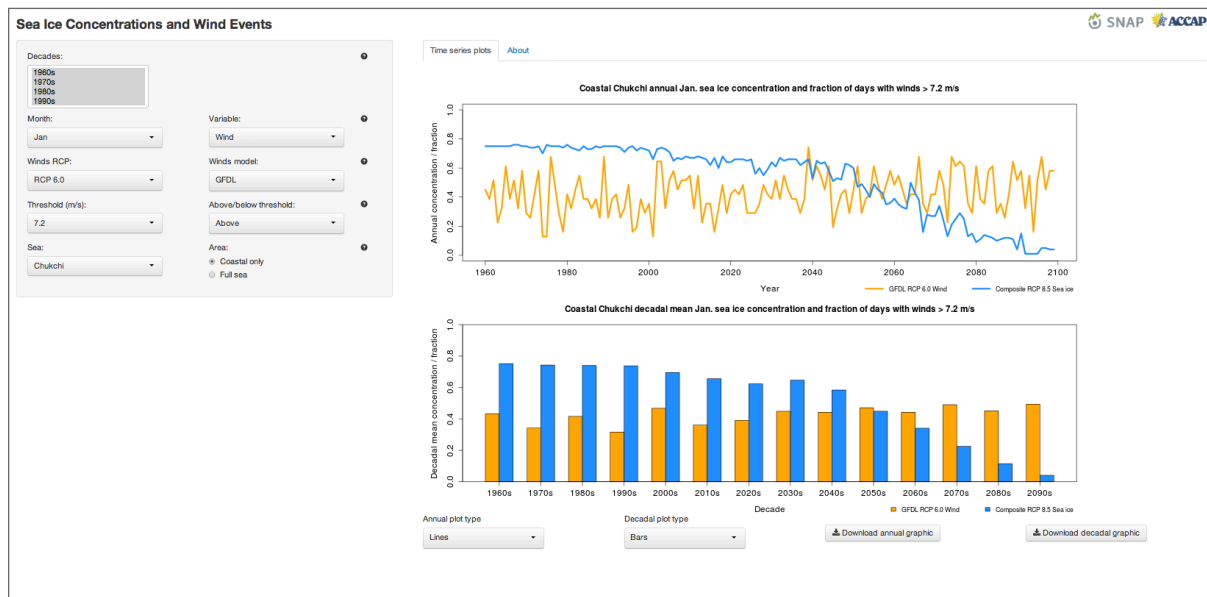 Sea Ice Concentrations and Wind Events
SNAP ACCAP
Decades:
1960s
1970s
1980s
1990s
Month: Variable:
Jan Wind
Winds RCP: Winds model:
RCP 6.0 GFDL
Threshold (m/s): Above/below threshold:
7.2 Above
Sea: Area:
Chukchi
Coastal only
Full sea
Time series plots About
Coastal Chukchi annual Jan. sea ice concentration and fraction of days with winds > 7.2 m/s
Annual concentration / fraction
1.0
0.8
0.6
0.4
0.2
0.0
1960 1980 2000 2020 2040 2060 2080 2100
Year
GFDL RCP 6.0 Wind Composite RCP 8.5 Sea ice
Coastal Chukchi decadal mean Jan. sea ice concentration and fraction of days with winds > 7.2 m/s
Decadal mean concentration / fraction
1.0
0.8
0.6
0.4
0.2
0.0
1960s 1970s 1980s 1990s 2000s 2010s 2020s 2030s 2040s 2050s 2060s 2070s 2080s 2090s
Decade
GFDL RCP 6.0 Wind Composite RCP 8.5 Sea ice
Annual plot type Decadal plot type
Lines Bars
Download annual graphic Download decadal graphic